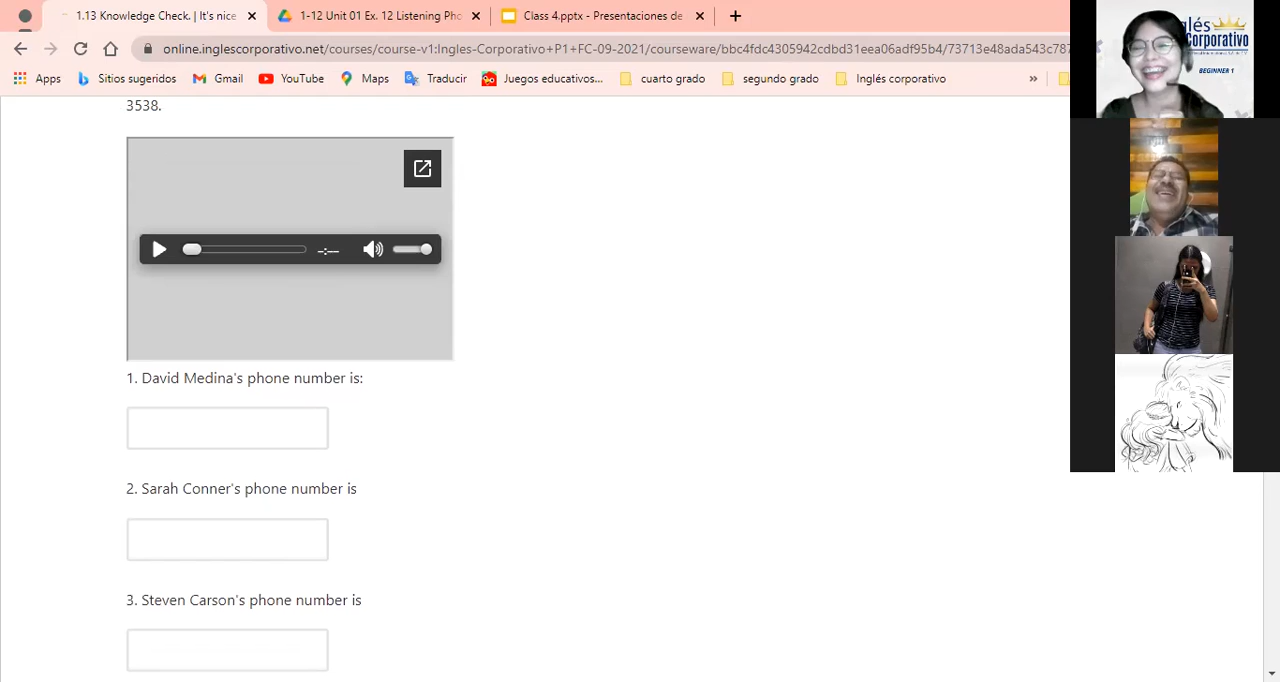 1.13 Knowledge Check. | It's nice
1-12 Unit 01 Ex. 12 Listening Pho
Class 4.pptx - Presentaciones de
online.inglescorporativo.net/courses/course-v1:Ingles-Corporativo+P1+FC-09-2021/courseware/bbc4fdc4305942cdbd31eea06adf95b4/73713e48ada543c787
Apps
Sitios sugeridos
Gmail
YouTube
Maps
Traducir
Juegos educativos...
cuarto grado
segundo grado
Inglés corporativo
»
glés
Corporativo
BEGINNER 1
3538.
-:--
1. David Medina's phone number is:
2. Sarah Conner's phone number is
3. Steven Carson's phone number is